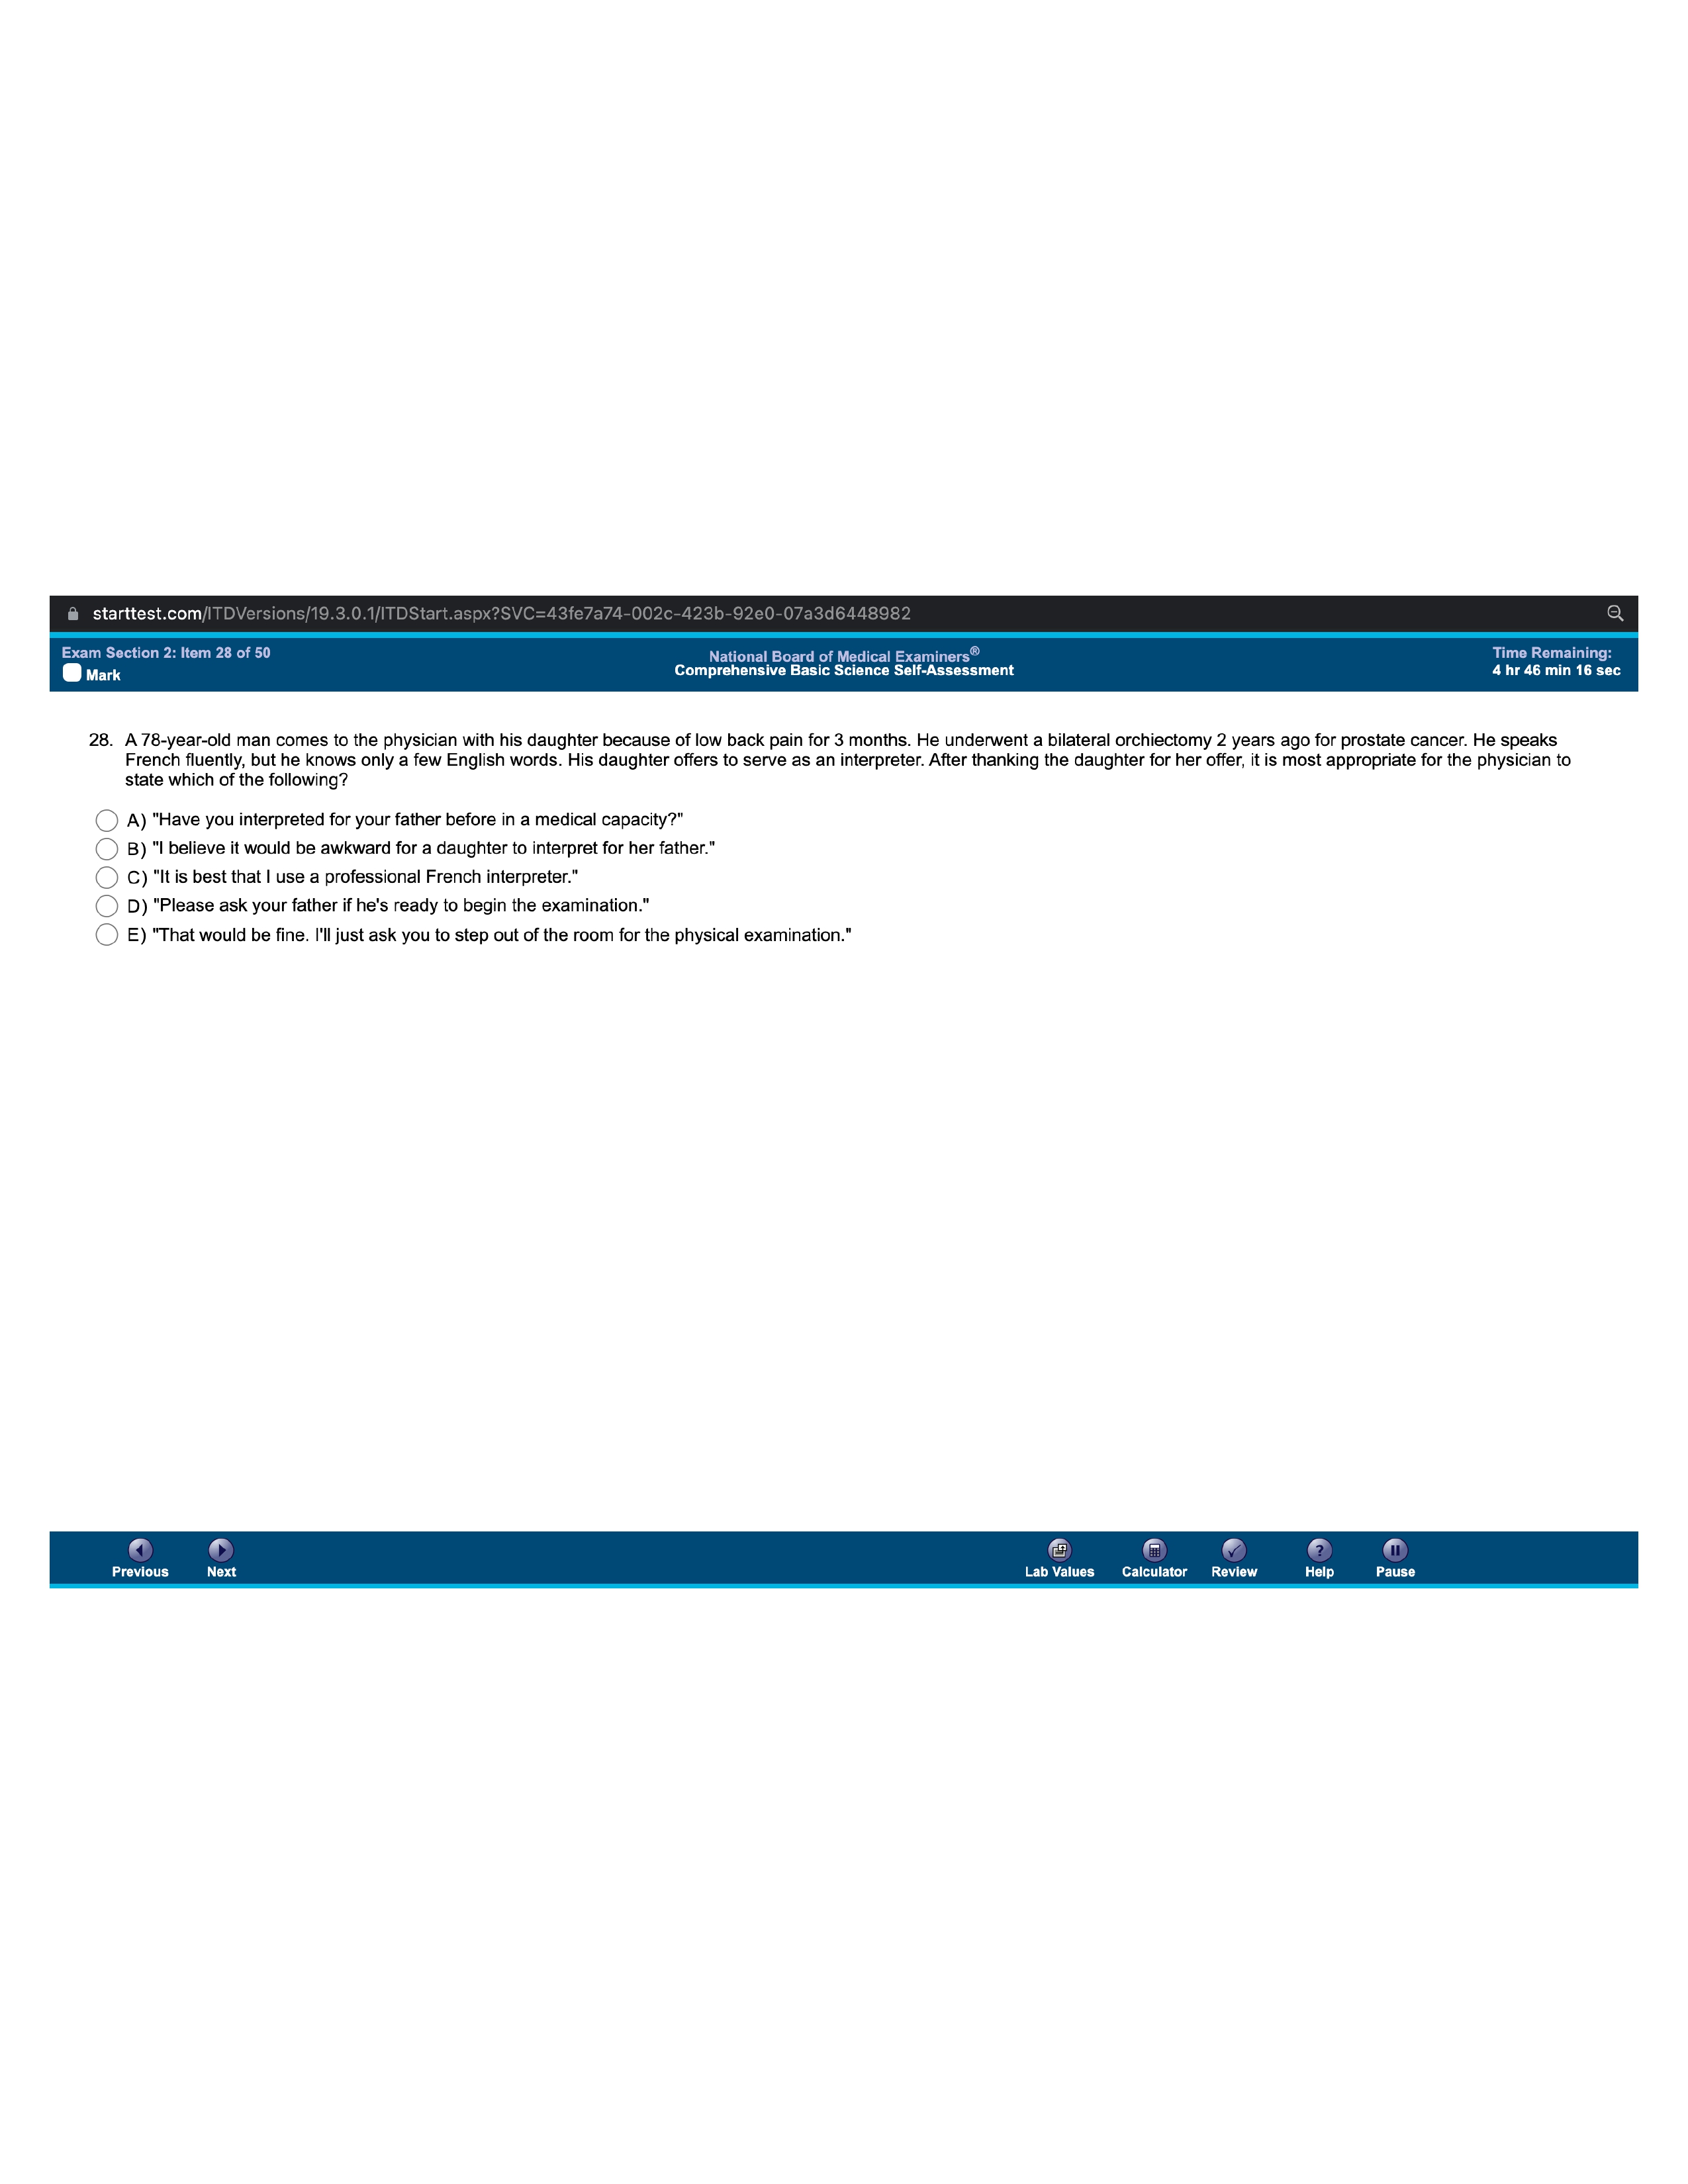 starttest.com/ITDVersions/19.3.0.1/ITDStart.aspx?SVC=43fe7a74-002c-423b-92e0-07a3d6448982
Exam Section 2: Item 28 of 50
Mark
National Board of Medical Examiners®
Comprehensive Basic Science Self-Assessment
Time Remaining:
4 hr 46 min 16 sec
28. A 78-year-old man comes to the physician with his daughter because of low back pain for 3 months. He underwent a bilateral orchiectomy 2 years ago for prostate cancer. He speaks
French fluently, but he knows only a few English words. His daughter offers to serve as an interpreter. After thanking the daughter for her offer, it is most appropriate for the physician to
state which of the following?
A) "Have you interpreted for your father before in a medical capacity?"
B) "I believe it would be awkward for a daughter to interpret for her father."
C) "It is best that I use a professional French interpreter."
D) "Please ask your father if he's ready to begin the examination."
E) "That would be fine. I'll just ask you to step out of the room for the physical examination."
Previous
Next
Lab Values
Calculator
Review
Help
Pause